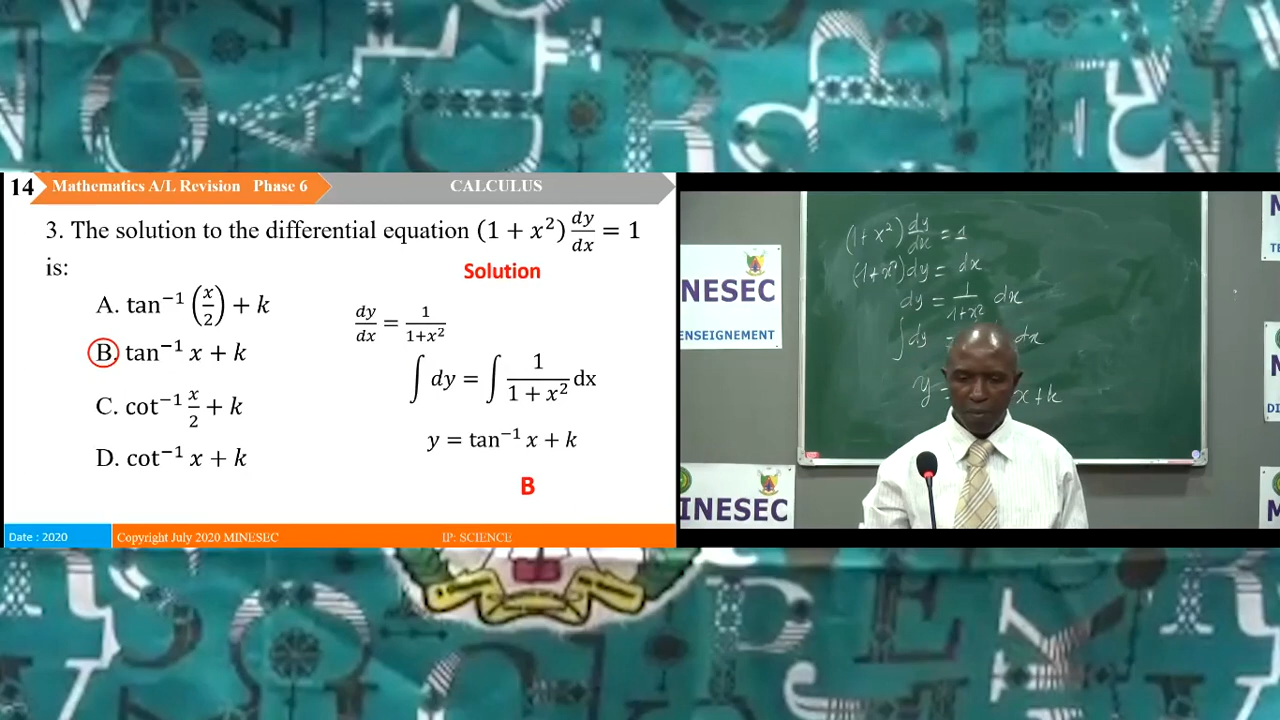 14 Mathematics A/L Revision Phase 6 CALCULUS
3. The solution to the differential equation (1 + x²) dy/dx = 1
is:
Solution
A. tan⁻¹ (x/2) + k
dy/dx = 1/(1+x²)
B. tan⁻¹ x + k
∫ dy = ∫ 1/(1 + x²) dx
C. cot⁻¹ x/2 + k
y = tan⁻¹ x + k
D. cot⁻¹ x + k
B
Date : 2020 Copyright July 2020 MINESEC IP: SCIENCE
(1+x²) dy/dx = 1
(1+x²)dy = dx
dy = 1/(1+x²) dx
∫dy = dx
y = x+k
INESEC
ENSEIGNEMENT
MINESEC